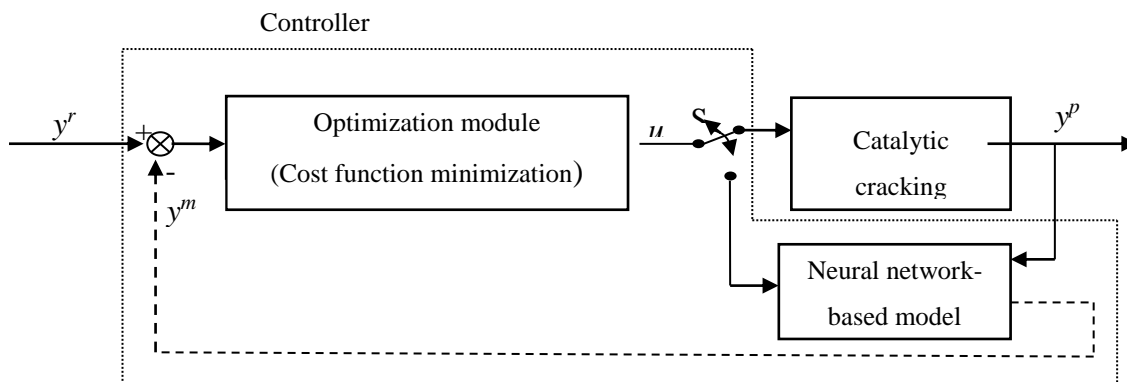 Controller
y^r
+
-
y^m
Optimization module
(Cost function minimization)
u
S
Catalytic
cracking
y^p
Neural network-
based model